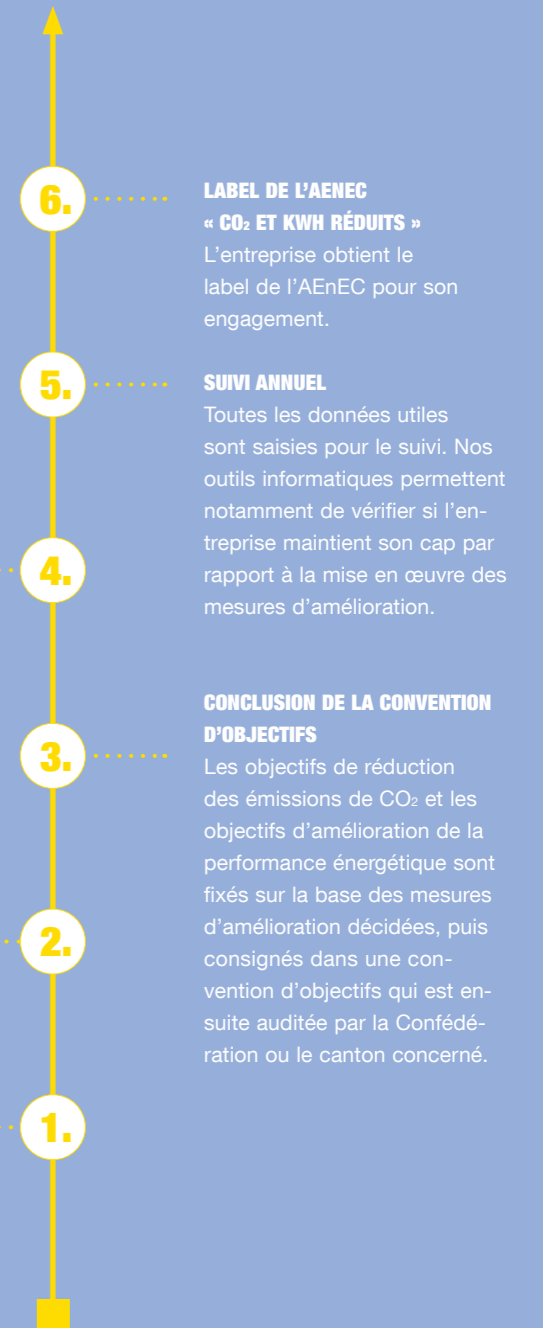 6.
LABEL DE L’AENEC
« CO₂ ET KWH RÉDUITS »
L’entreprise obtient le
label de l’AEnEC pour son
engagement.
5.
SUIVI ANNUEL
Toutes les données utiles
sont saisies pour le suivi. Nos
outils informatiques permettent
notamment de vérifier si l’en-
treprise maintient son cap par
rapport à la mise en œuvre des
mesures d’amélioration.
4.
3.
CONCLUSION DE LA CONVENTION
D’OBJECTIFS
Les objectifs de réduction
des émissions de CO₂ et les
objectifs d’amélioration de la
performance énergétique sont
fixés sur la base des mesures
d’amélioration décidées, puis
consignés dans une con-
vention d’objectifs qui est en-
suite auditée par la Confédé-
ration ou le canton concerné.
2.
1.